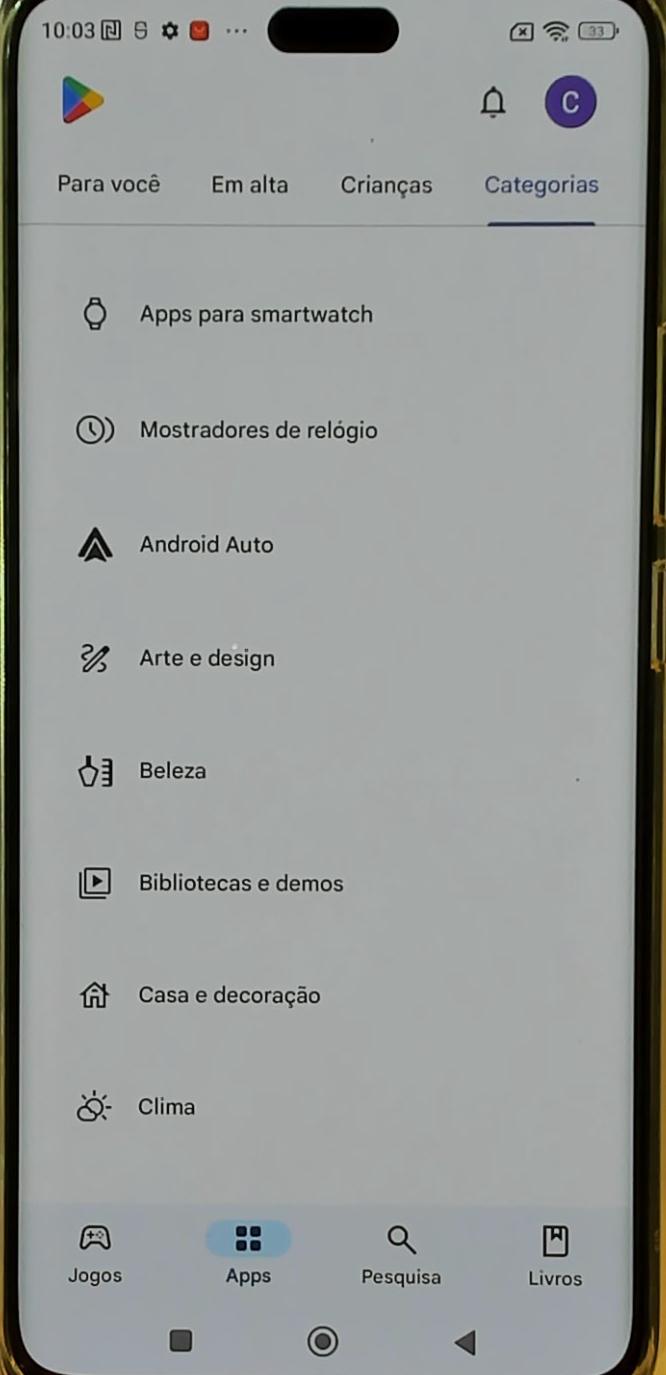 10:03
33
C
Para você Em alta Crianças Categorias
Apps para smartwatch
Mostradores de relógio
Android Auto
Arte e design
Beleza
Bibliotecas e demos
Casa e decoração
Clima
Jogos Apps Pesquisa Livros